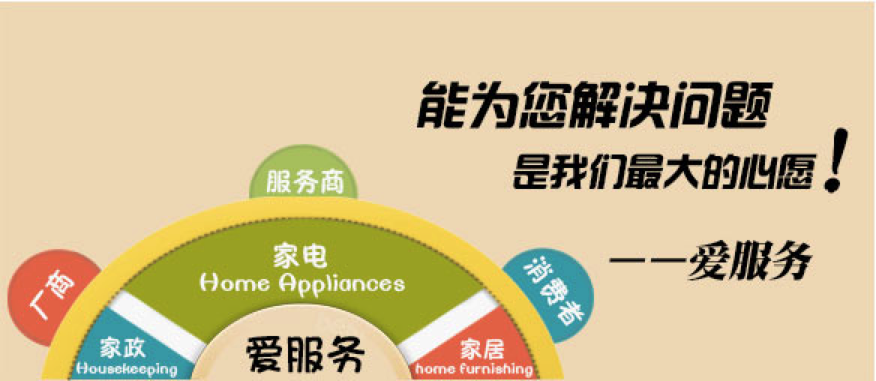 能为您解决问题
是我们最大的心愿!
——爱服务
服务商
厂商
消费者
家电
Home Appliances
家政
Housekeeping
爱服务
家居
home furnishing